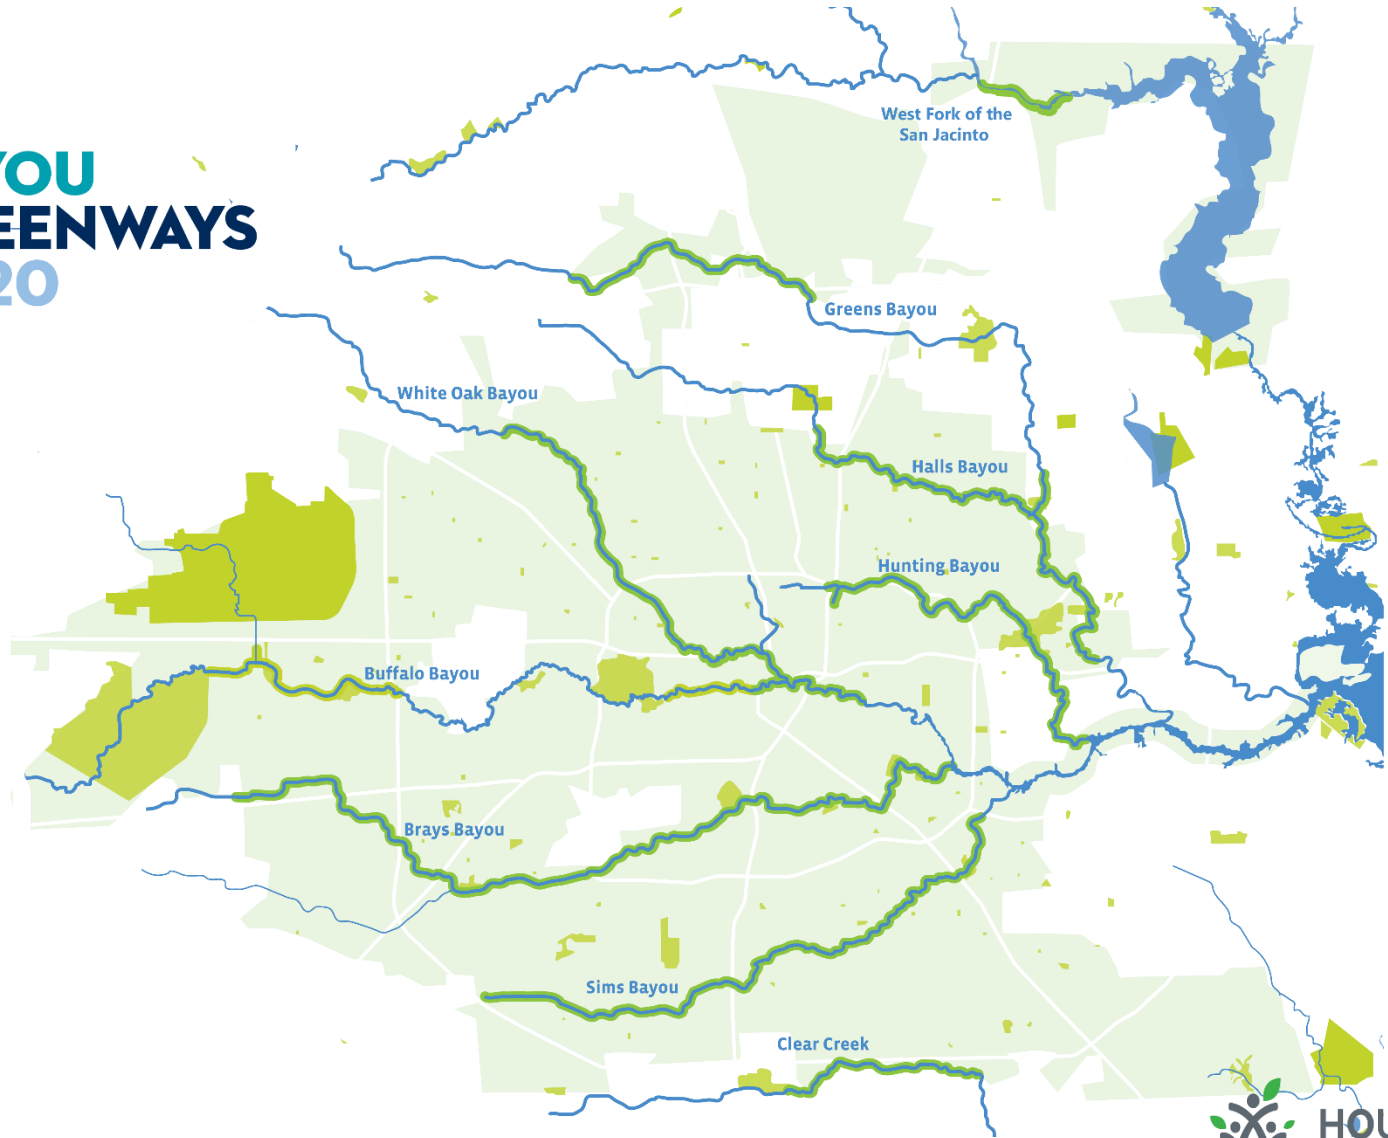 YOU
EENWAYS
20
West Fork of the
San Jacinto
Greens Bayou
White Oak Bayou
Halls Bayou
Hunting Bayou
Buffalo Bayou
Brays Bayou
Sims Bayou
Clear Creek
HOU